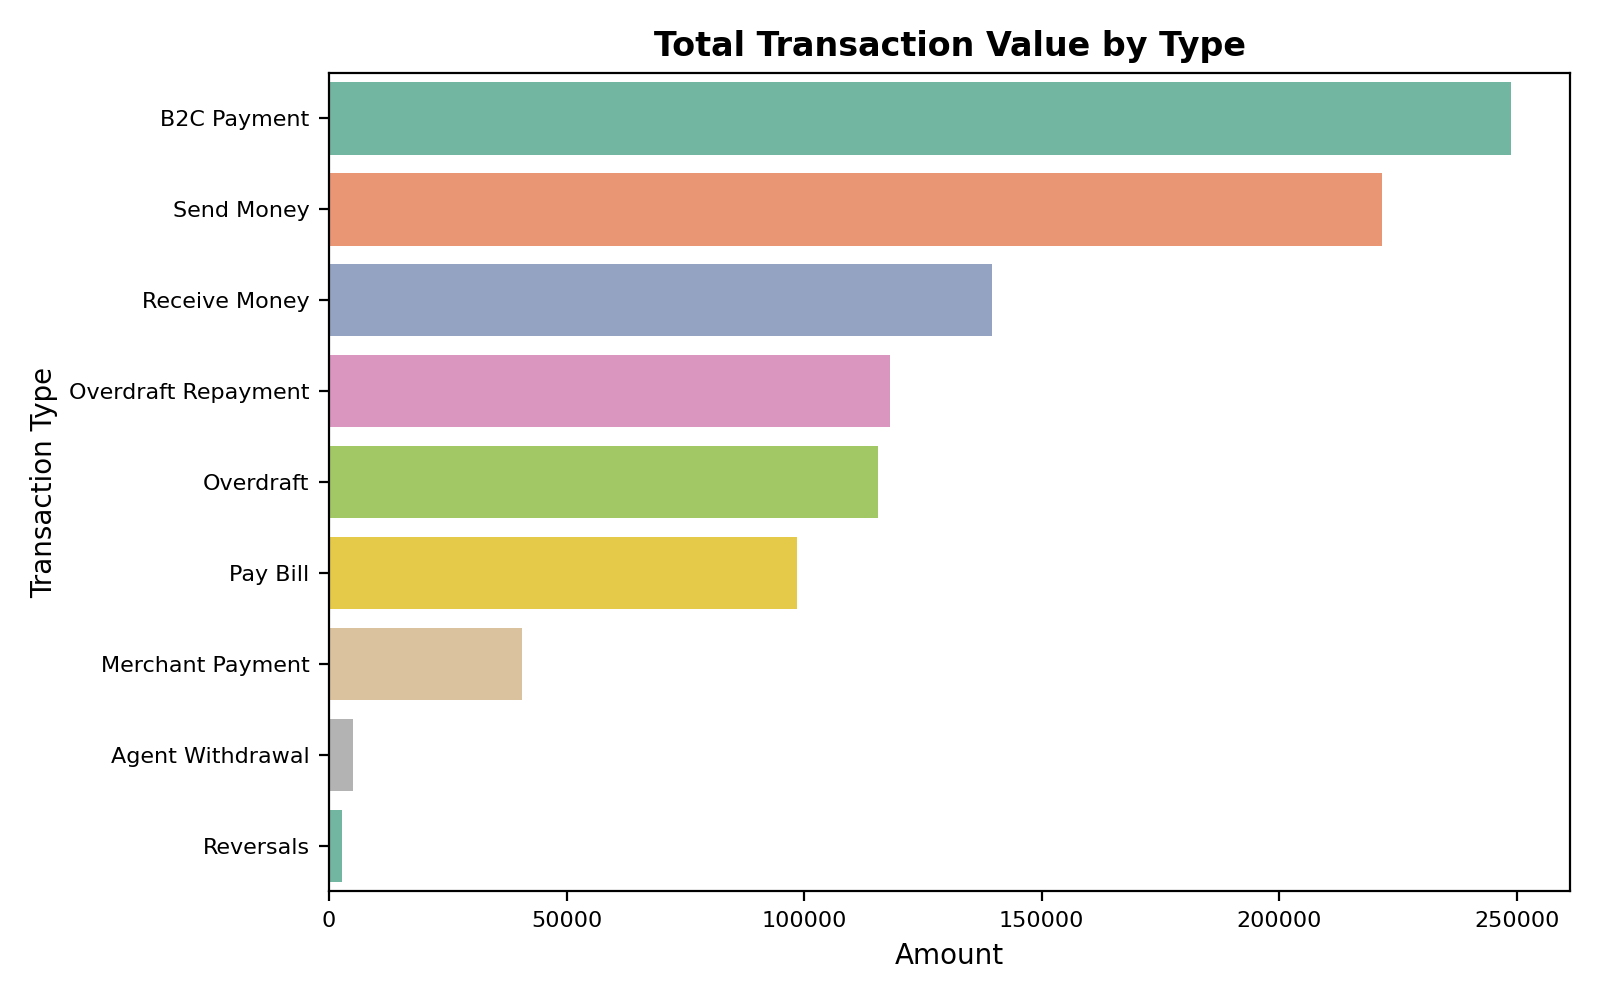 Total Transaction Value by Type
B2C Payment
Send Money
Receive Money
Overdraft Repayment
Overdraft
Pay Bill
Merchant Payment
Agent Withdrawal
Reversals
Transaction Type
0 50000 100000 150000 200000 250000
Amount